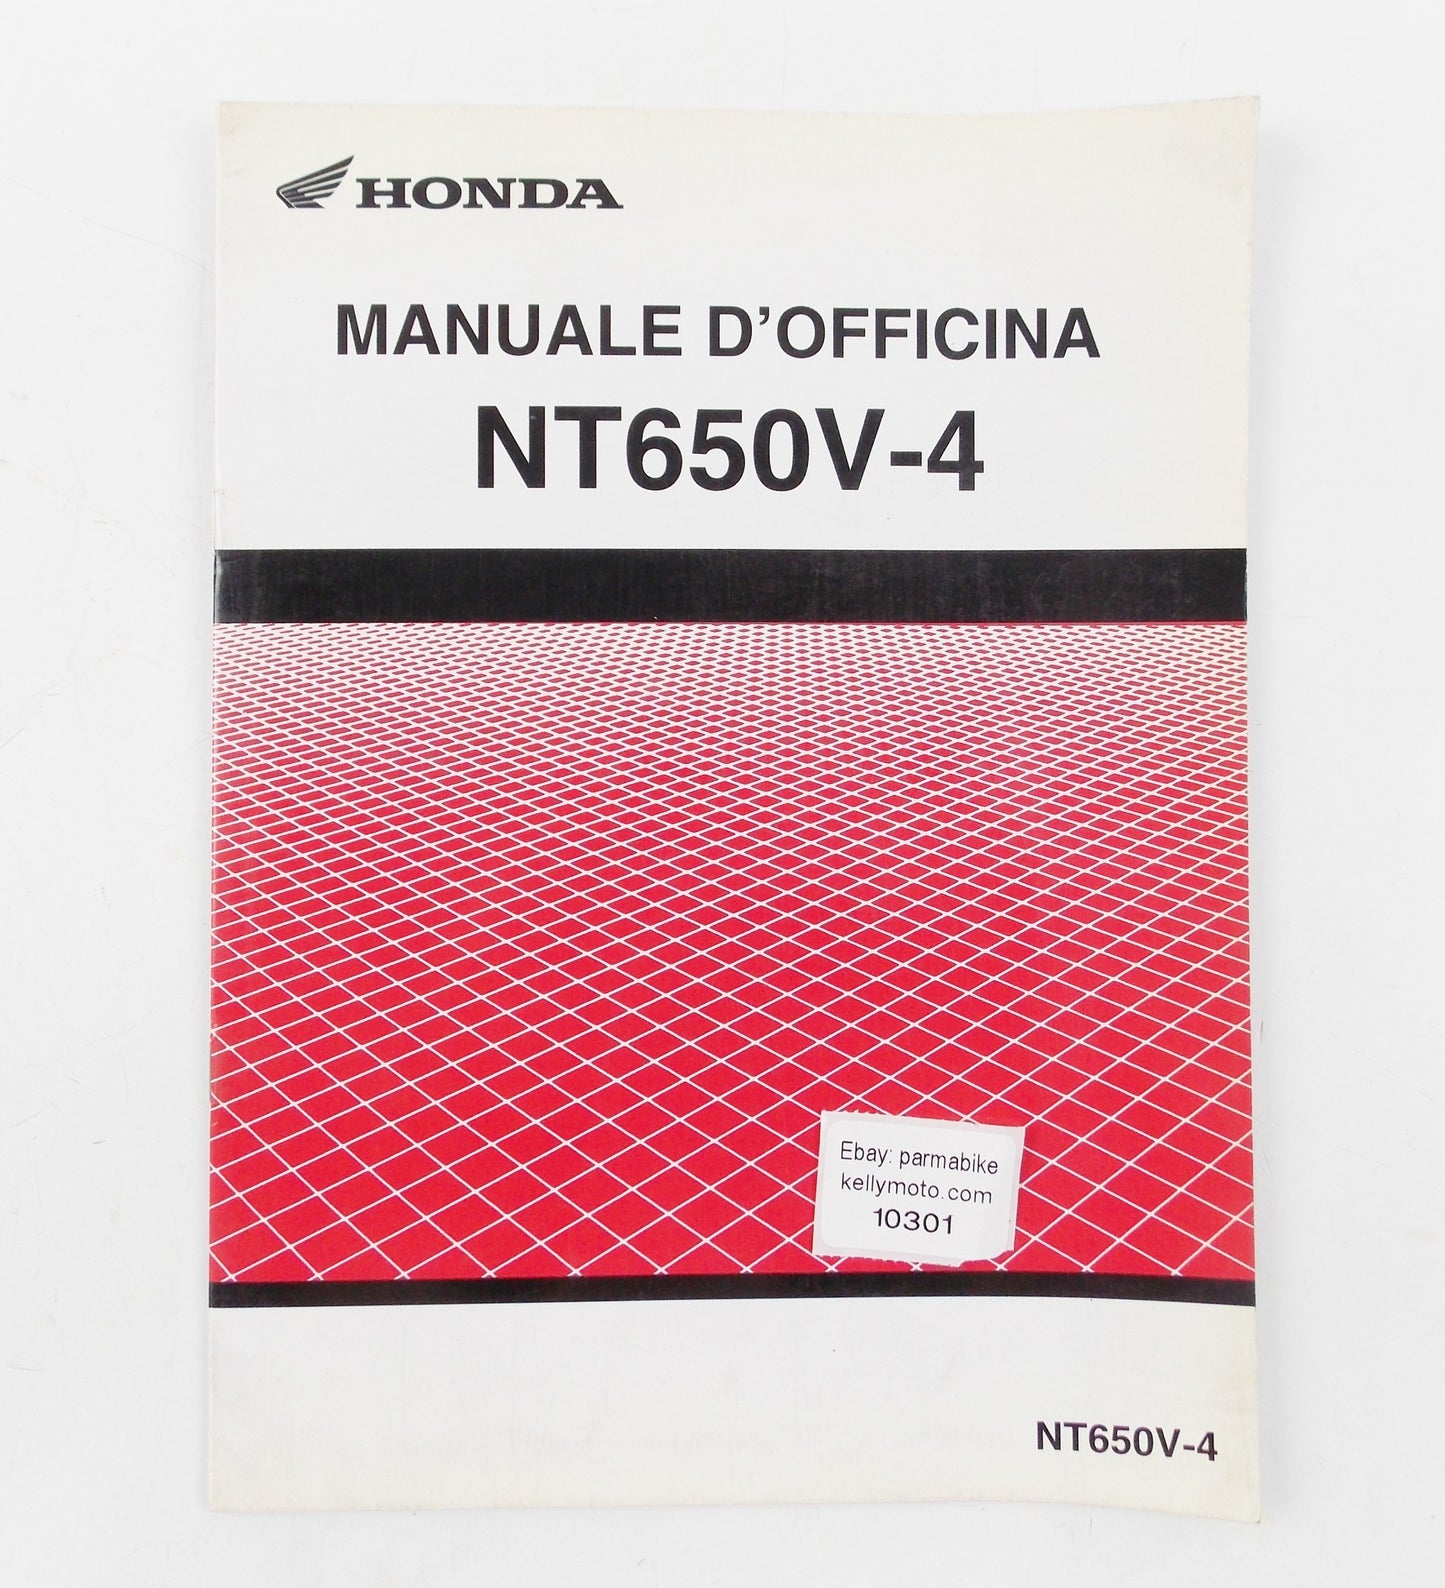 HONDA
MANUALE D’OFFICINA
NT650V-4
Ebay: parmabike
kellymoto.com
10301
NT650V-4